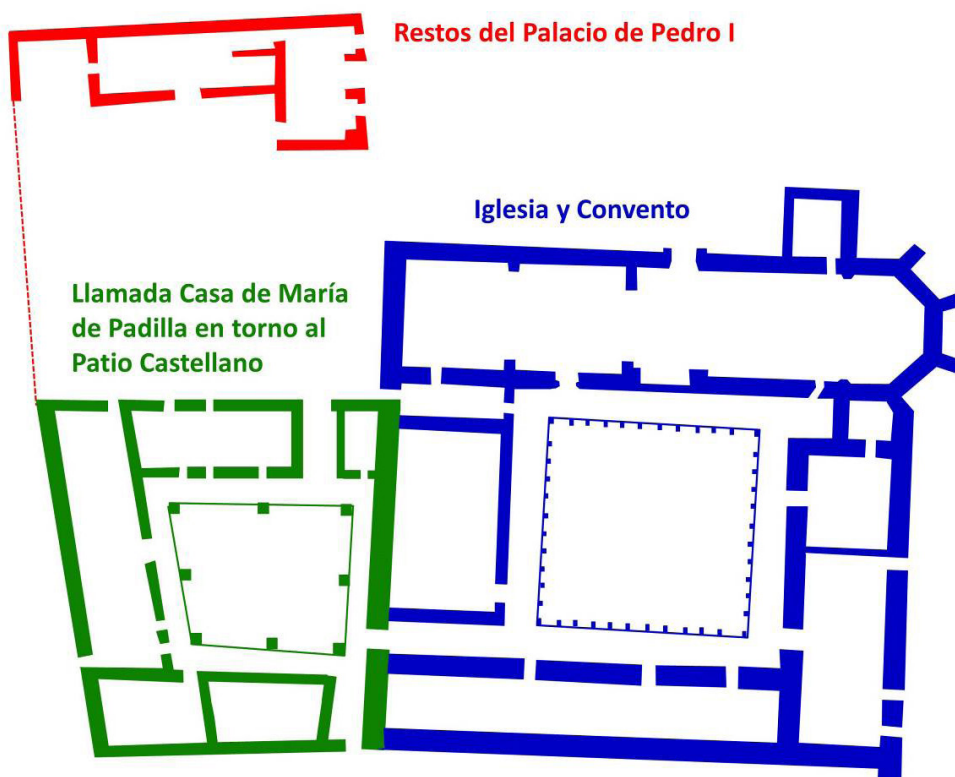 Restos del Palacio de Pedro I
Iglesia y Convento
Llamada Casa de María
de Padilla en torno al
Patio Castellano